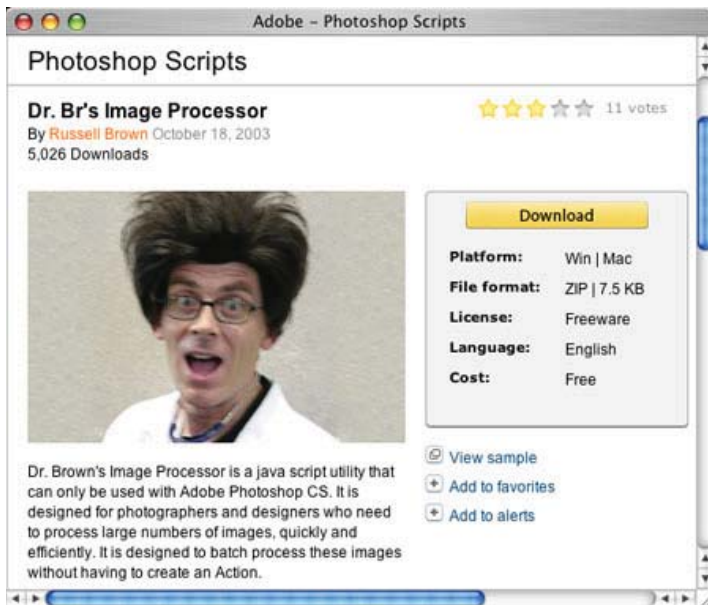 Adobe – Photoshop Scripts
Photoshop Scripts
Dr. Br's Image Processor
11 votes
By Russell Brown October 18, 2003
5,026 Downloads
Download
Platform: Win | Mac
File format: ZIP | 7.5 KB
License: Freeware
Language: English
Cost: Free
View sample
Add to favorites
Add to alerts
Dr. Brown's Image Processor is a java script utility that
can only be used with Adobe Photoshop CS. It is
designed for photographers and designers who need
to process large numbers of images, quickly and
efficiently. It is designed to batch process these images
without having to create an Action.